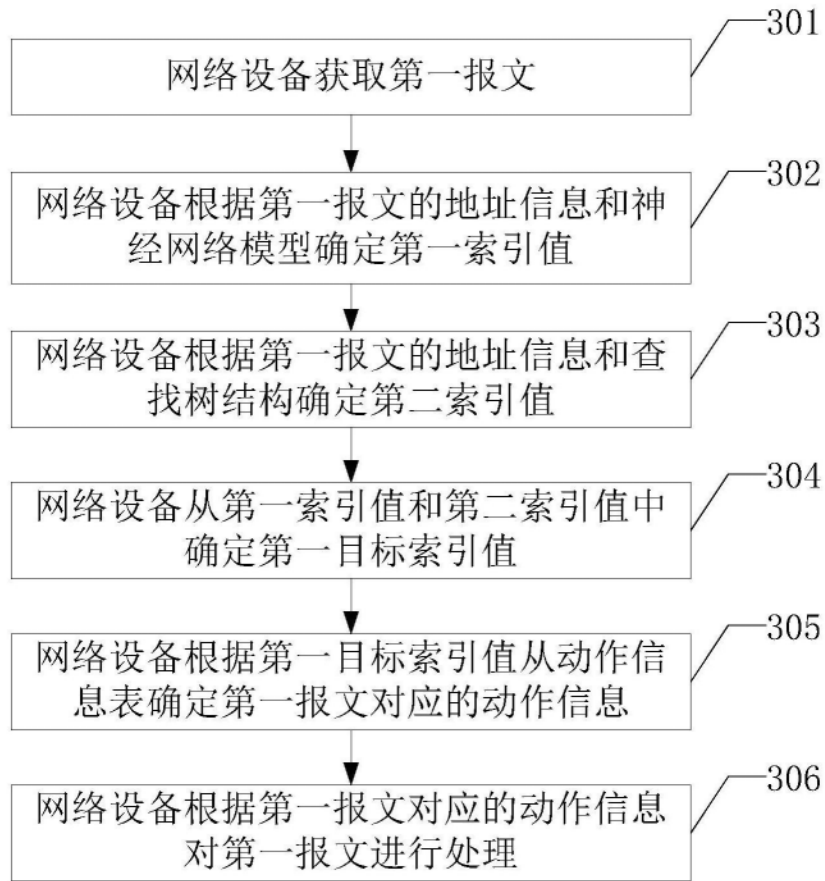 301
网络设备获取第一报文
302
网络设备根据第一报文的地址信息和神
经网络模型确定第一索引值
303
网络设备根据第一报文的地址信息和查
找树结构确定第二索引值
304
网络设备从第一索引值和第二索引值中
确定第一目标索引值
305
网络设备根据第一目标索引值从动作信
息表确定第一报文对应的动作信息
306
网络设备根据第一报文对应的动作信息
对第一报文进行处理